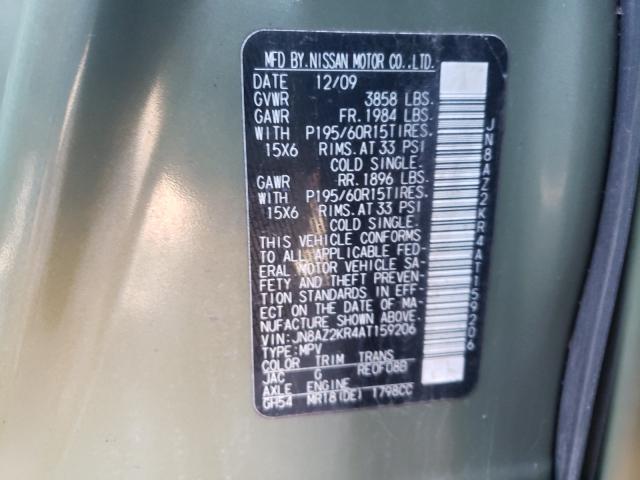 MFD BY.NISSAN MOTOR CO.,LTD.
DATE 12/09
GVWR 3858 LBS.
GAWR FR.1984 LBS.
WITH P195/60R15TIRES.
15X6 RIMS.AT 33 PSI
COLD SINGLE.
GAWR RR.1896 LBS.
WITH P195/60R15TIRES.
15X6 RIMS.AT 33 PSI
COLD SINGLE.
THIS VEHICLE CONFORMS
TO ALL APPLICABLE FED-
ERAL MOTOR VEHICLE SA-
FETY AND THEFT PREVEN-
TION STANDARDS IN EFF-
ECT ON THE DATE OF MA-
NUFACTURE SHOWN ABOVE.
VIN:JN8AZ2KR4AT159206
TYPE:MPV
COLOR TRIM TRANS
JAC G RE0F08B
AXLE ENGINE
GH54 MR18(DE) 1798CC
JN8AZ2KR4AT159206